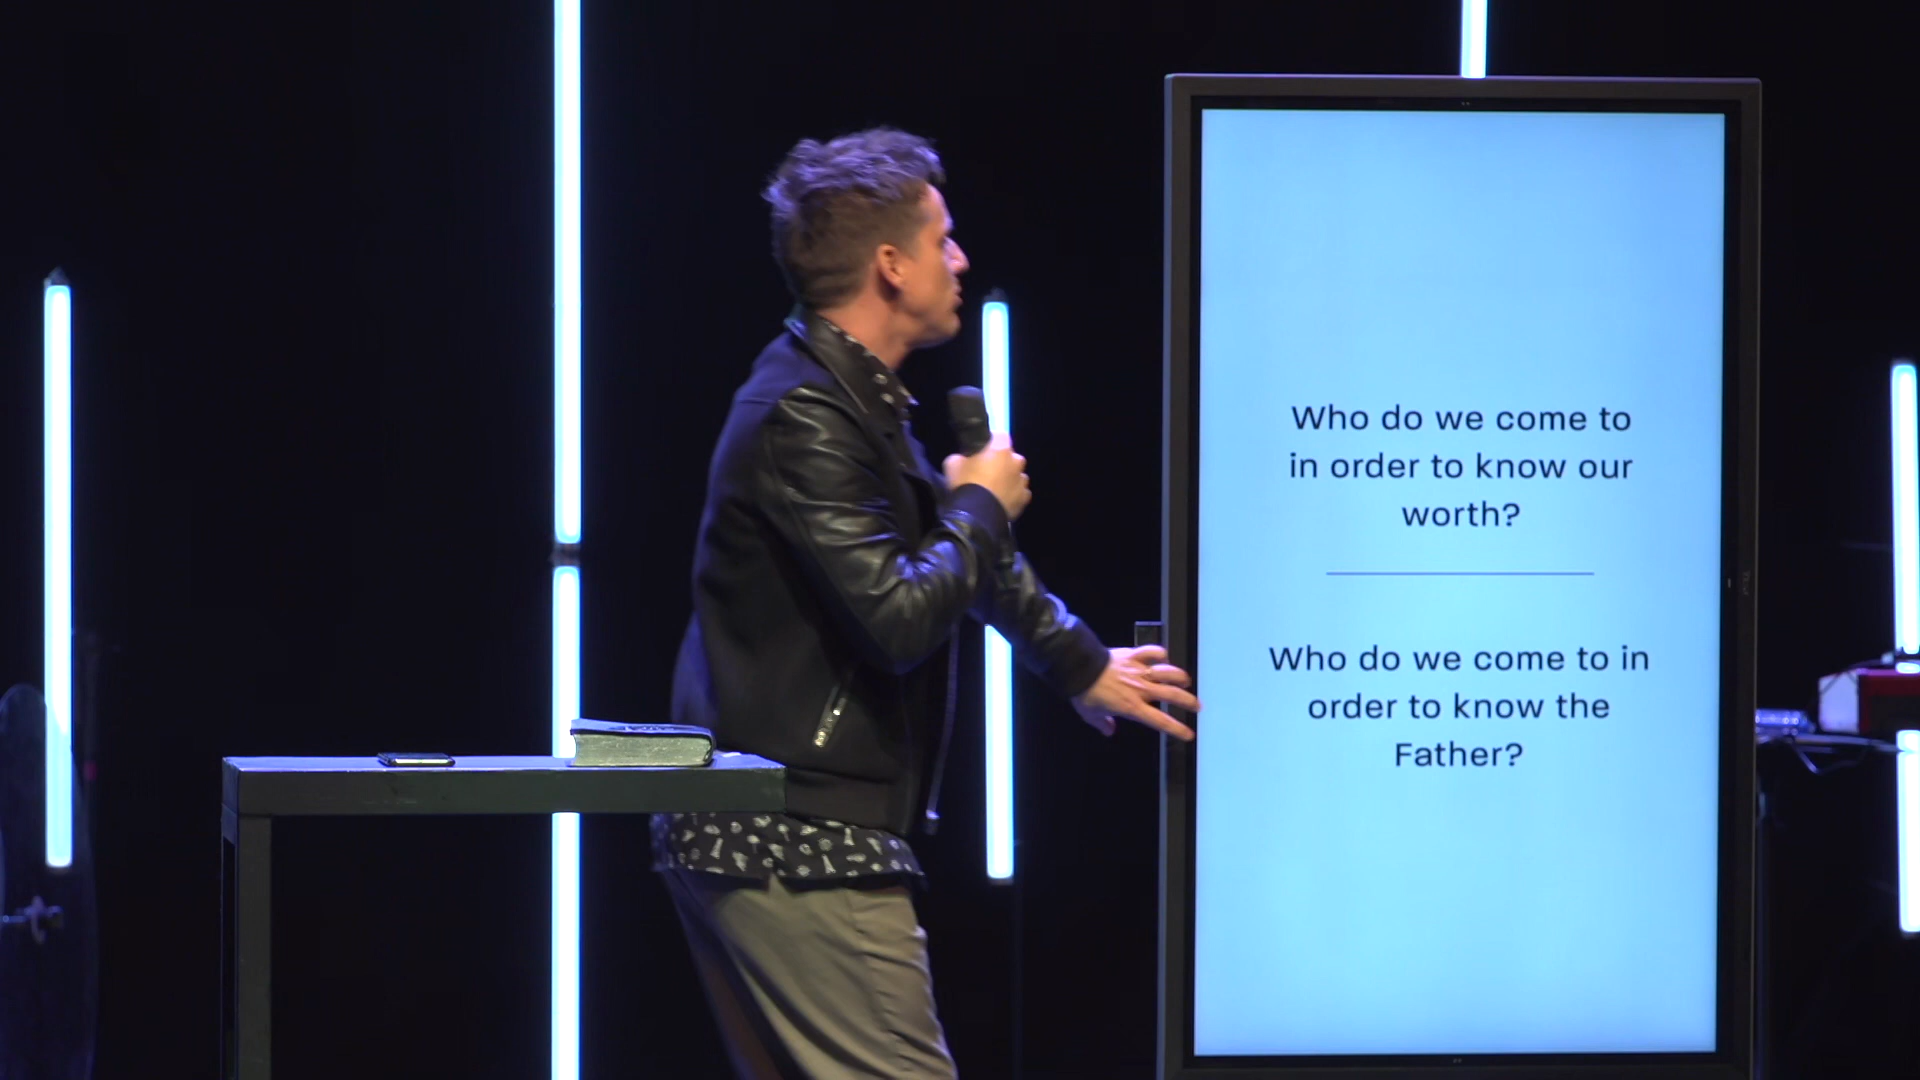 Who do we come to
in order to know our
worth?
Who do we come to in
order to know the
Father?